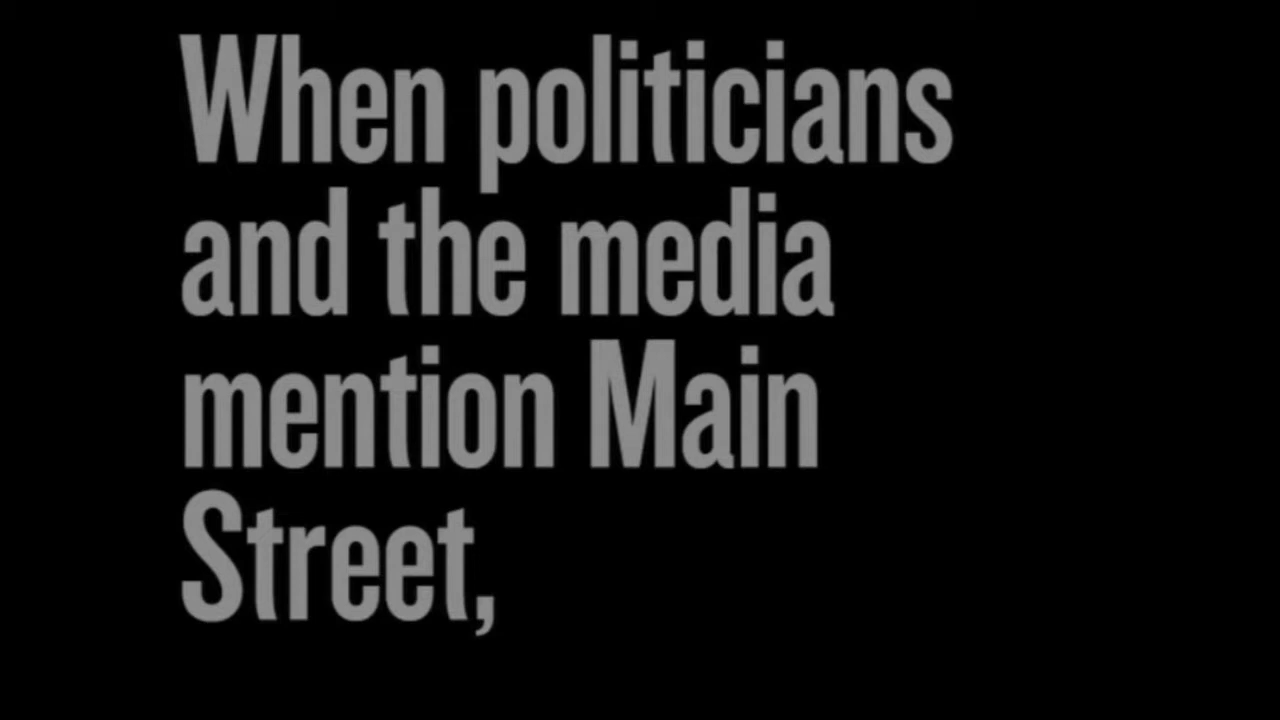 When politicians
and the media
mention Main
Street,